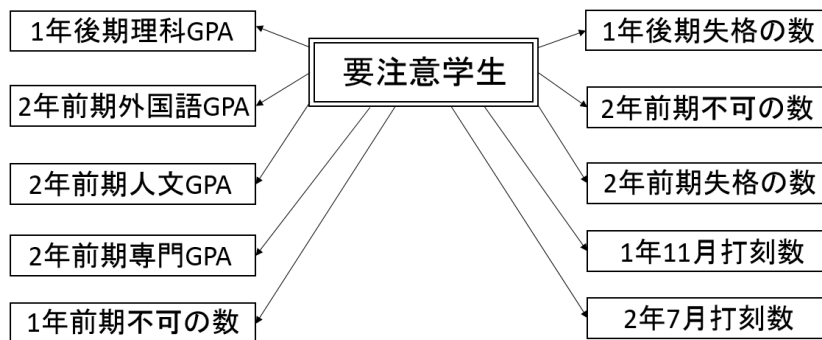 要注意学生
1年後期理科GPA
2年前期外国語GPA
2年前期人文GPA
2年前期専門GPA
1年前期不可の数
1年後期失格の数
2年前期不可の数
2年前期失格の数
1年11月打刻数
2年7月打刻数